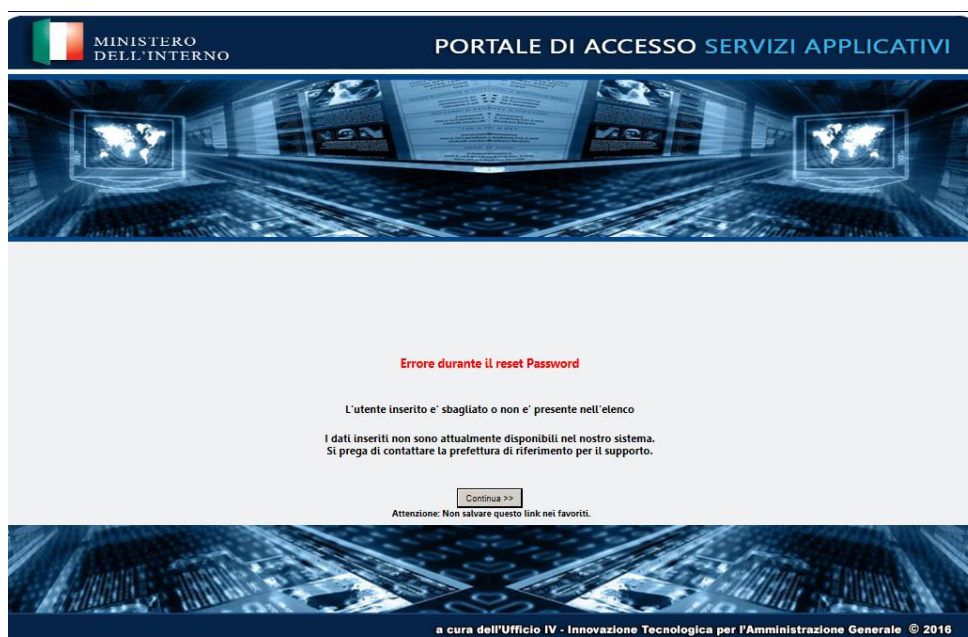 MINISTERO
DELL'INTERNO
PORTALE DI ACCESSO SERVIZI APPLICATIVI
Errore durante il reset Password
L'utente inserito e' sbagliato o non e' presente nell'elenco
I dati inseriti non sono attualmente disponibili nel nostro sistema.
Si prega di contattare la prefettura di riferimento per il supporto.
Continua >>
Attenzione: Non salvare questo link nei favoriti.
a cura dell'Ufficio IV - Innovazione Tecnologica per l'Amministrazione Generale © 2016